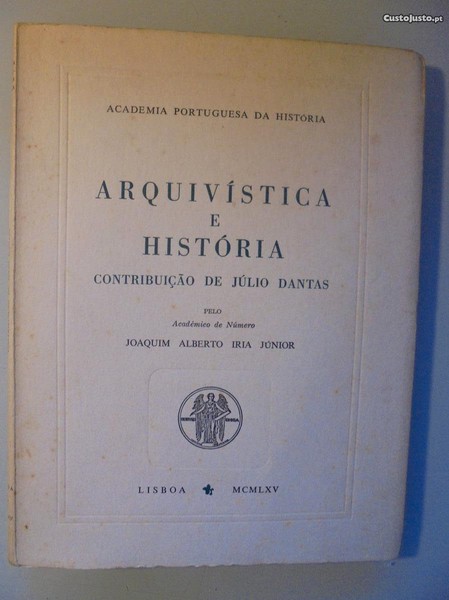 CustoJusto.pt
ACADEMIA PORTUGUESA DA HISTÓRIA
ARQUIVÍSTICA
E
HISTÓRIA
CONTRIBUIÇÃO DE JÚLIO DANTAS
PELO
Académico de Número
JOAQUIM ALBERTO IRIA JÚNIOR
LISBOA MCMLXV